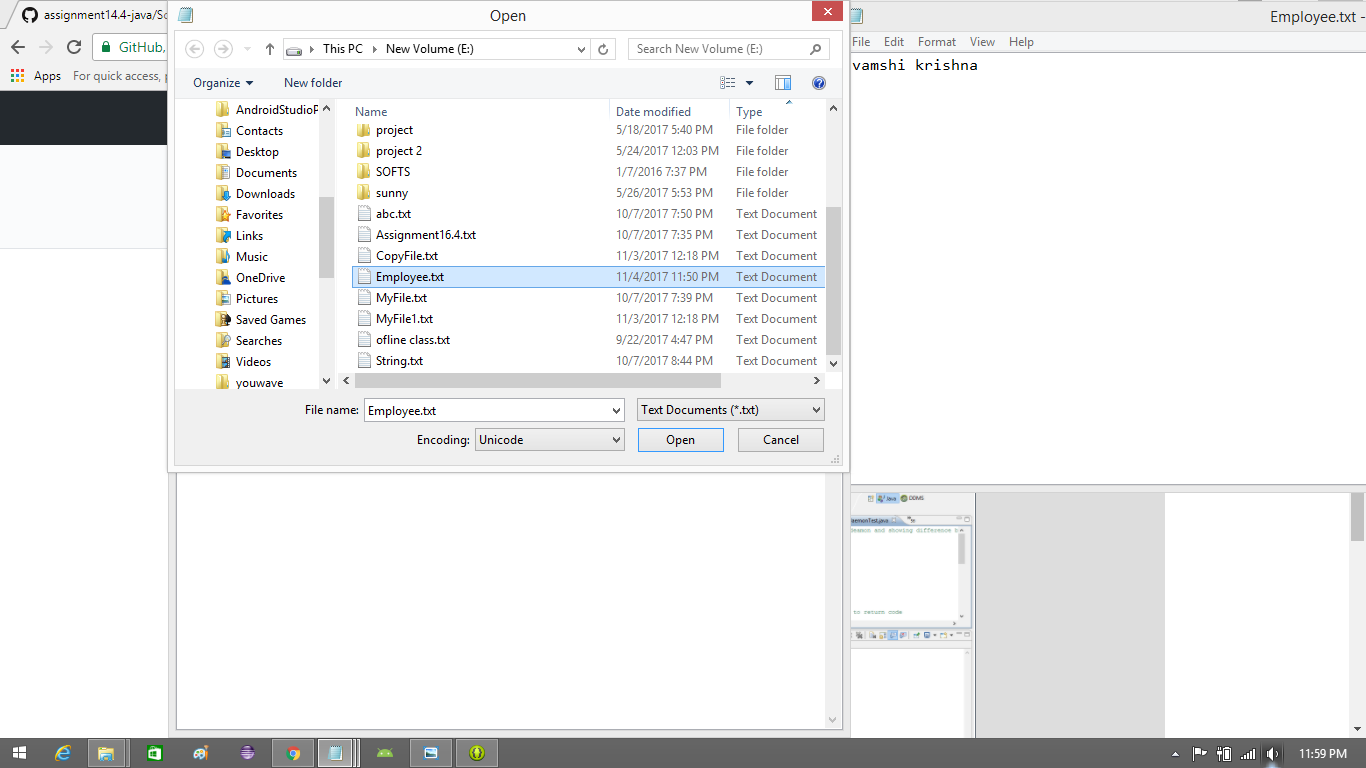 assignment14.4-java/So
GitHub,
Apps For quick access, p
Open
This PC New Volume (E:)
Search New Volume (E:)
Organize New folder
AndroidStudioP
Contacts
Desktop
Documents
Downloads
Favorites
Links
Music
OneDrive
Pictures
Saved Games
Searches
Videos
youwave
Name Date modified Type
project 5/18/2017 5:40 PM File folder
project 2 5/24/2017 12:03 PM File folder
SOFTS 1/7/2016 7:37 PM File folder
sunny 5/26/2017 5:53 PM File folder
abc.txt 10/7/2017 7:50 PM Text Document
Assignment16.4.txt 10/7/2017 7:35 PM Text Document
CopyFile.txt 11/3/2017 12:18 PM Text Document
Employee.txt 11/4/2017 11:50 PM Text Document
MyFile.txt 10/7/2017 7:39 PM Text Document
MyFile1.txt 11/3/2017 12:18 PM Text Document
ofline class.txt 9/22/2017 4:47 PM Text Document
String.txt 10/7/2017 8:44 PM Text Document
File name: Employee.txt Text Documents (*.txt)
Encoding: Unicode Open Cancel
Employee.txt -
File Edit Format View Help
vamshi krishna
Java DDMS
aemonTest.java
deamon and showing difference
to return code
11:59 PM